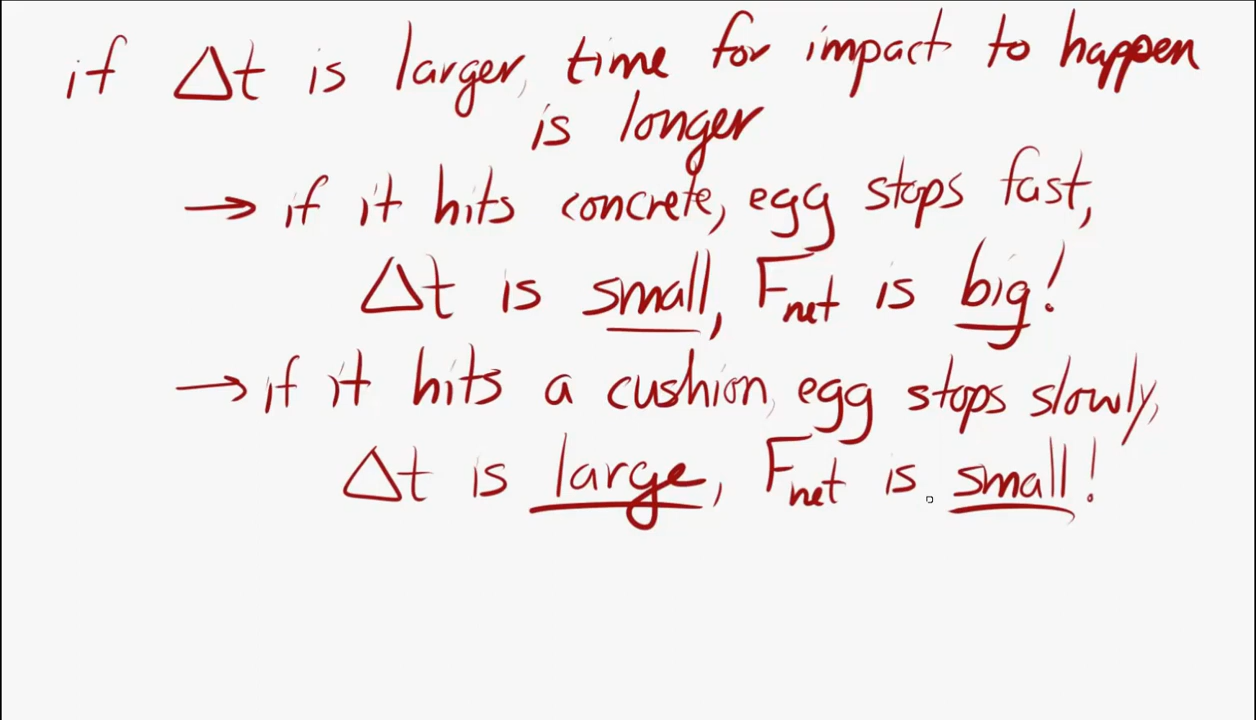 if Δt is larger, time for impact to happen
is longer
→ if it hits concrete, egg stops fast,
Δt is small, Fnet is big!
→ if it hits a cushion, egg stops slowly,
Δt is large, Fnet is small!